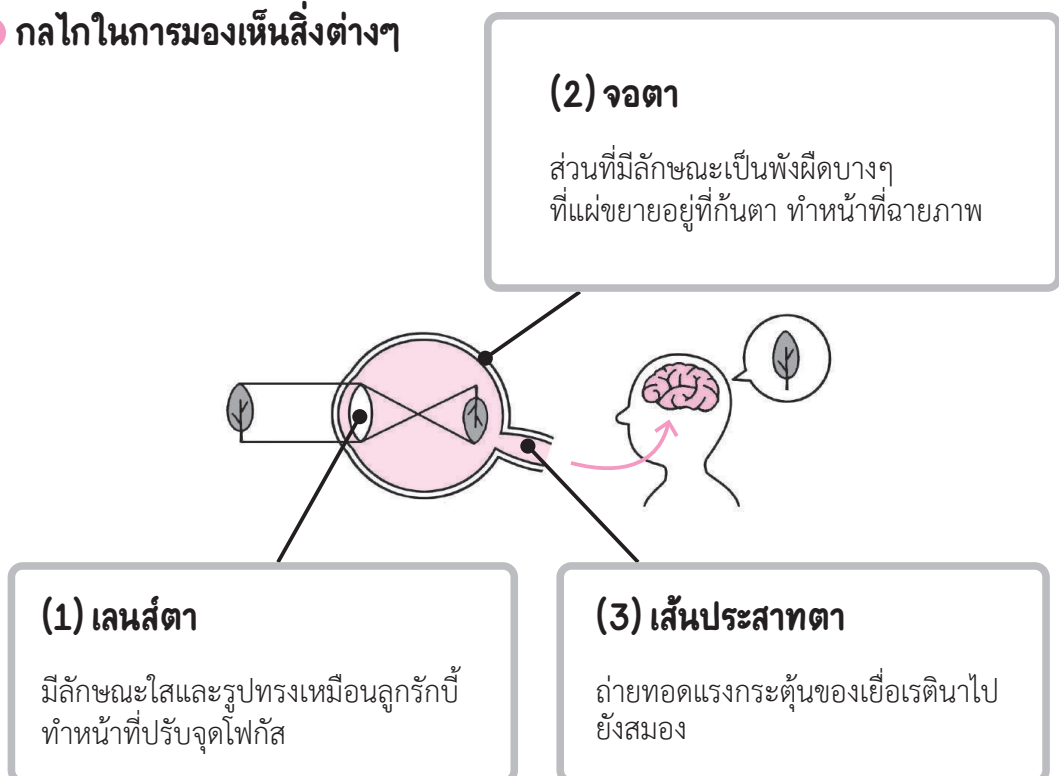 กลไกในการมองเห็นสิ่งต่างๆ
(2) จอตา
ส่วนที่มีลักษณะเป็นพังผืดบางๆ
ที่แผ่ขยายอยู่ที่ก้นตา ทำหน้าที่ฉายภาพ
(1) เลนส์ตา
มีลักษณะใสและรูปทรงเหมือนลูกรักบี้
ทำหน้าที่ปรับจุดโฟกัส
(3) เส้นประสาทตา
ถ่ายทอดแรงกระตุ้นของเยื่อเรตินาไป
ยังสมอง